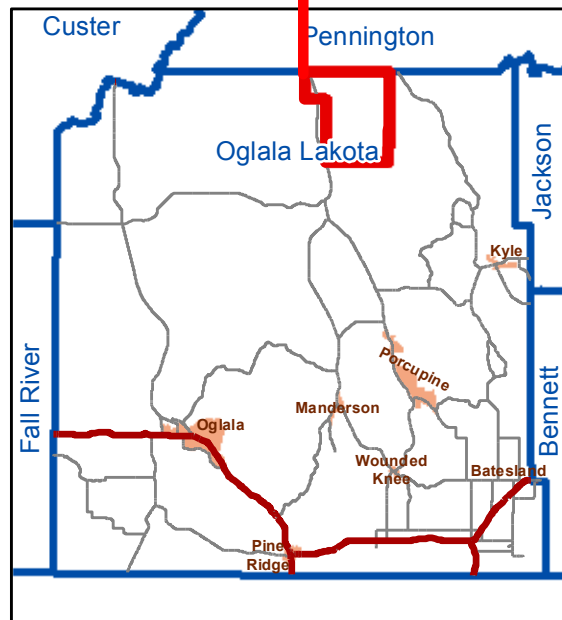 Custer
Pennington
Oglala Lakota
Jackson
Kyle
Porcupine
Fall River
Bennett
Oglala
Manderson
Wounded
Knee
Batesland
Pine
Ridge